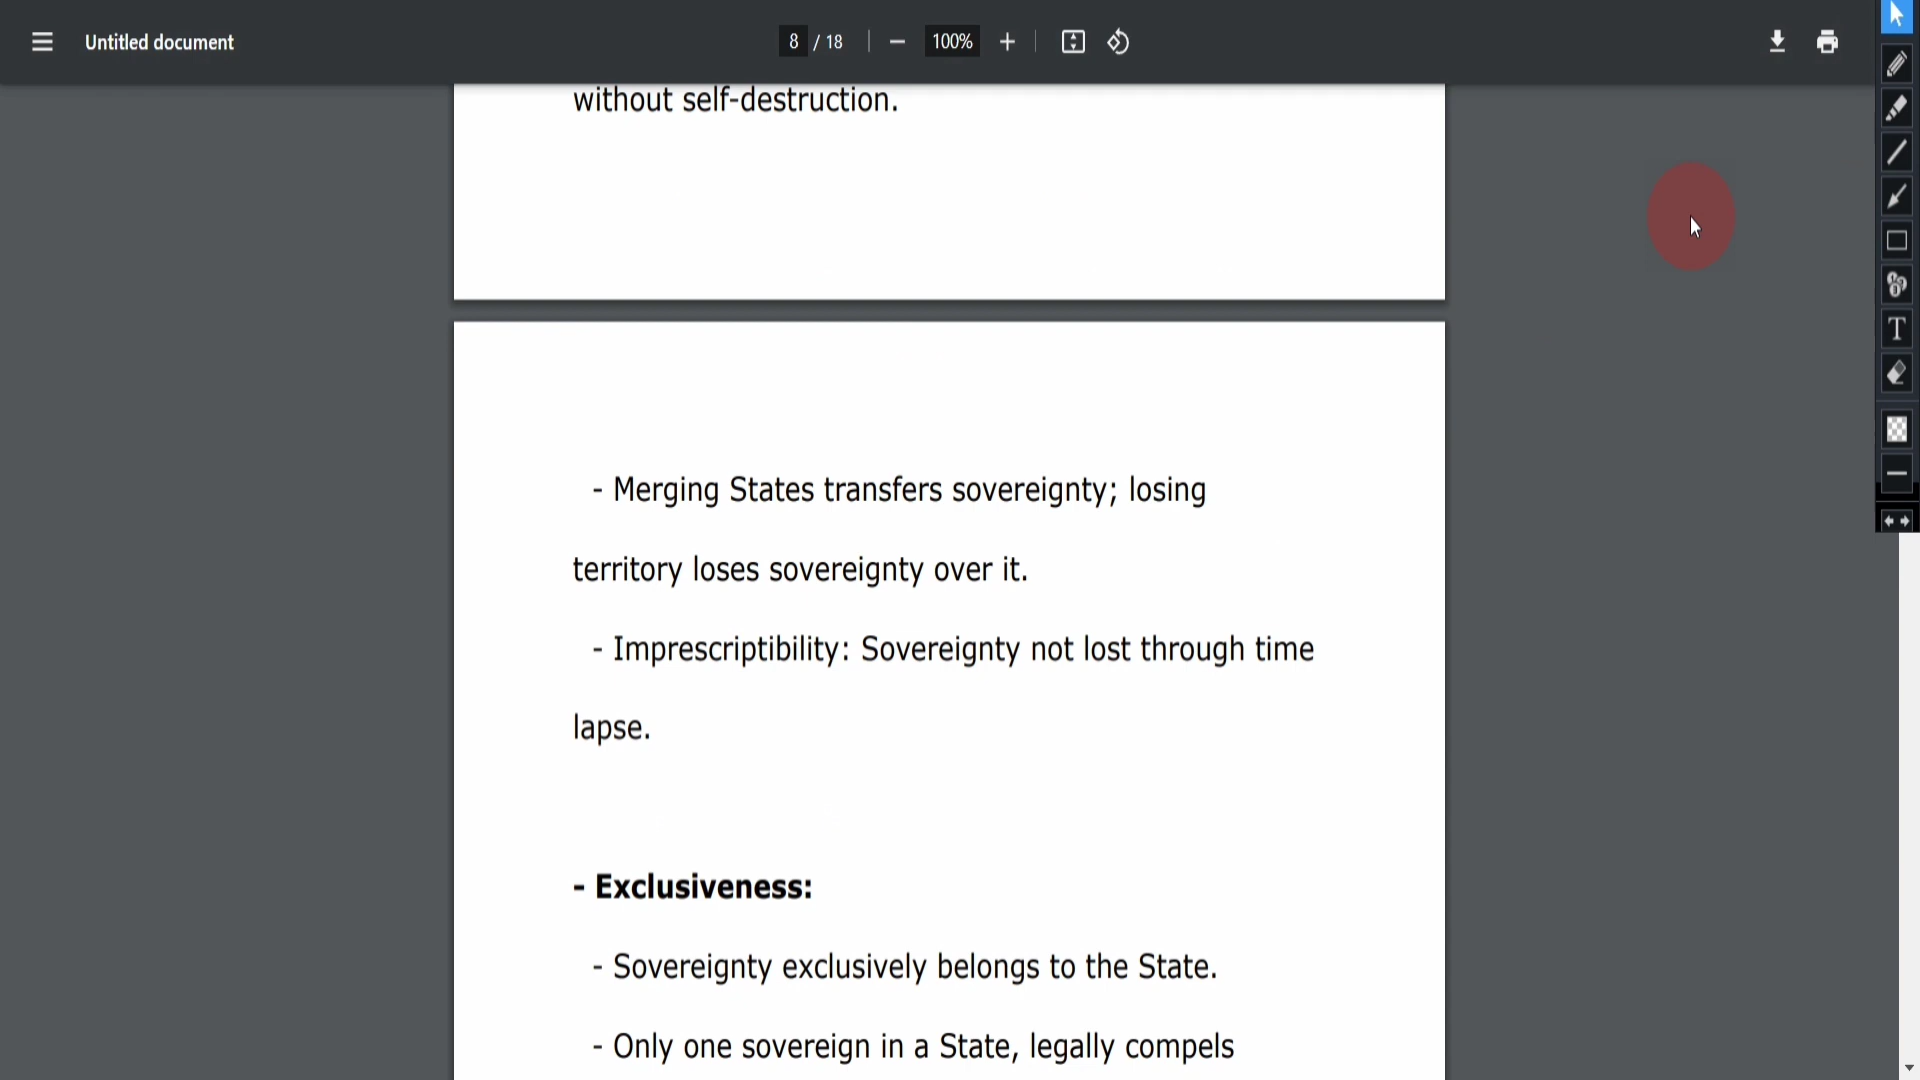 Untitled document
8 / 18
100%
without self-destruction.
- Merging States transfers sovereignty; losing
territory loses sovereignty over it.
- Imprescriptibility: Sovereignty not lost through time
lapse.
- Exclusiveness:
- Sovereignty exclusively belongs to the State.
- Only one sovereign in a State, legally compels
T